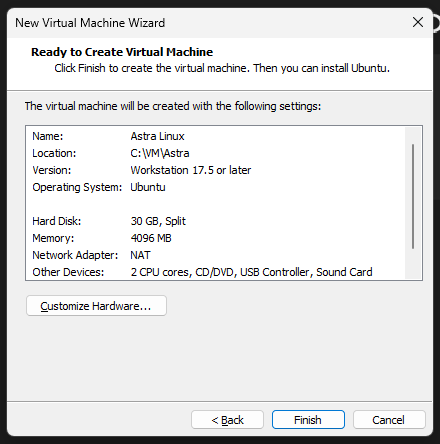 New Virtual Machine Wizard
Ready to Create Virtual Machine
Click Finish to create the virtual machine. Then you can install Ubuntu.
The virtual machine will be created with the following settings:
Name: Astra Linux
Location: C:\VM\Astra
Version: Workstation 17.5 or later
Operating System: Ubuntu
Hard Disk: 30 GB, Split
Memory: 4096 MB
Network Adapter: NAT
Other Devices: 2 CPU cores, CD/DVD, USB Controller, Sound Card
Customize Hardware...
< Back Finish Cancel